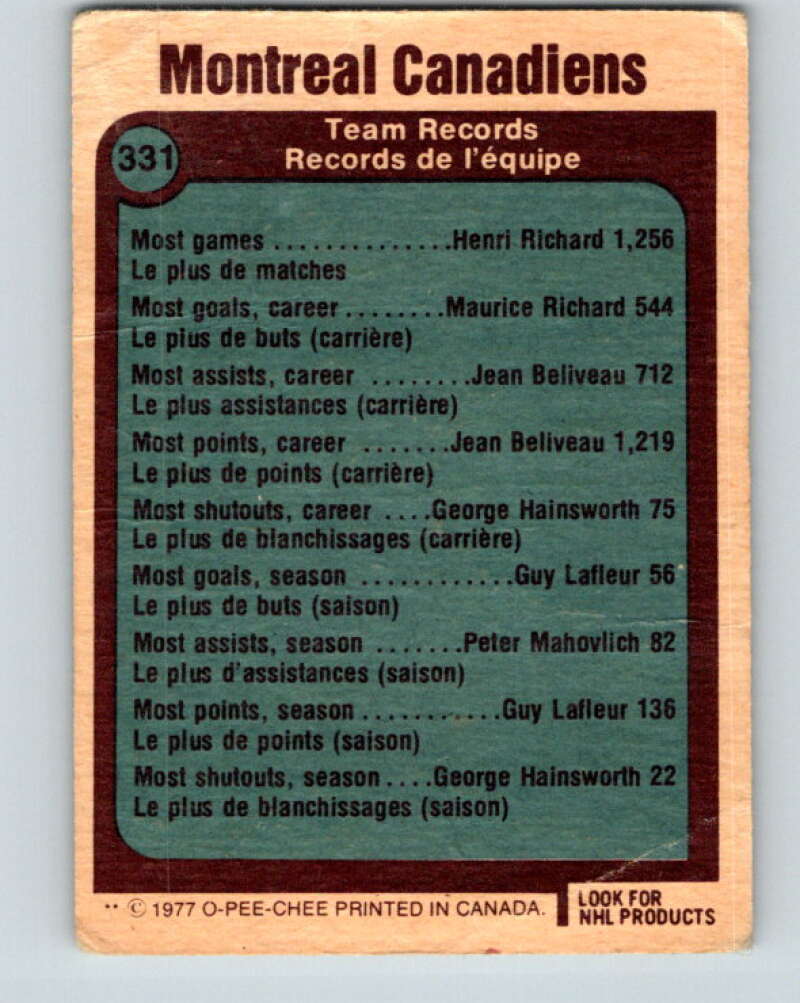 Montreal Canadiens
331
Team Records
Records de l'équipe
Most games ..............Henri Richard 1,256
Le plus de matches
Most goals, career........Maurice Richard 544
Le plus de buts (carrière)
Most assists, career ........Jean Beliveau 712
Le plus assistances (carrière)
Most points, career .......Jean Beliveau 1,219
Le plus de points (carrière)
Most shutouts, career ....George Hainsworth 75
Le plus de blanchissages (carrière)
Most goals, season ............Guy Lafleur 56
Le plus de buts (saison)
Most assists, season .......Peter Mahovlich 82
Le plus d'assistances (saison)
Most points, season...........Guy Lafleur 136
Le plus de points (saison)
Most shutouts, season....George Hainsworth 22
Le plus de blanchissages (saison)
** © 1977 O-PEE-CHEE PRINTED IN CANADA.
LOOK FOR
NHL PRODUCTS